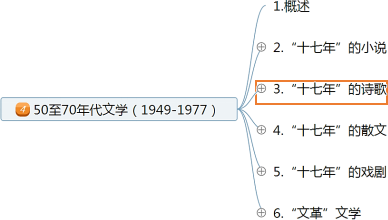 1.概述
2.“十七年”的小说
3.“十七年”的诗歌
4 50至70年代文学（1949-1977）
4.“十七年”的散文
5.“十七年”的戏剧
6.“文革”文学